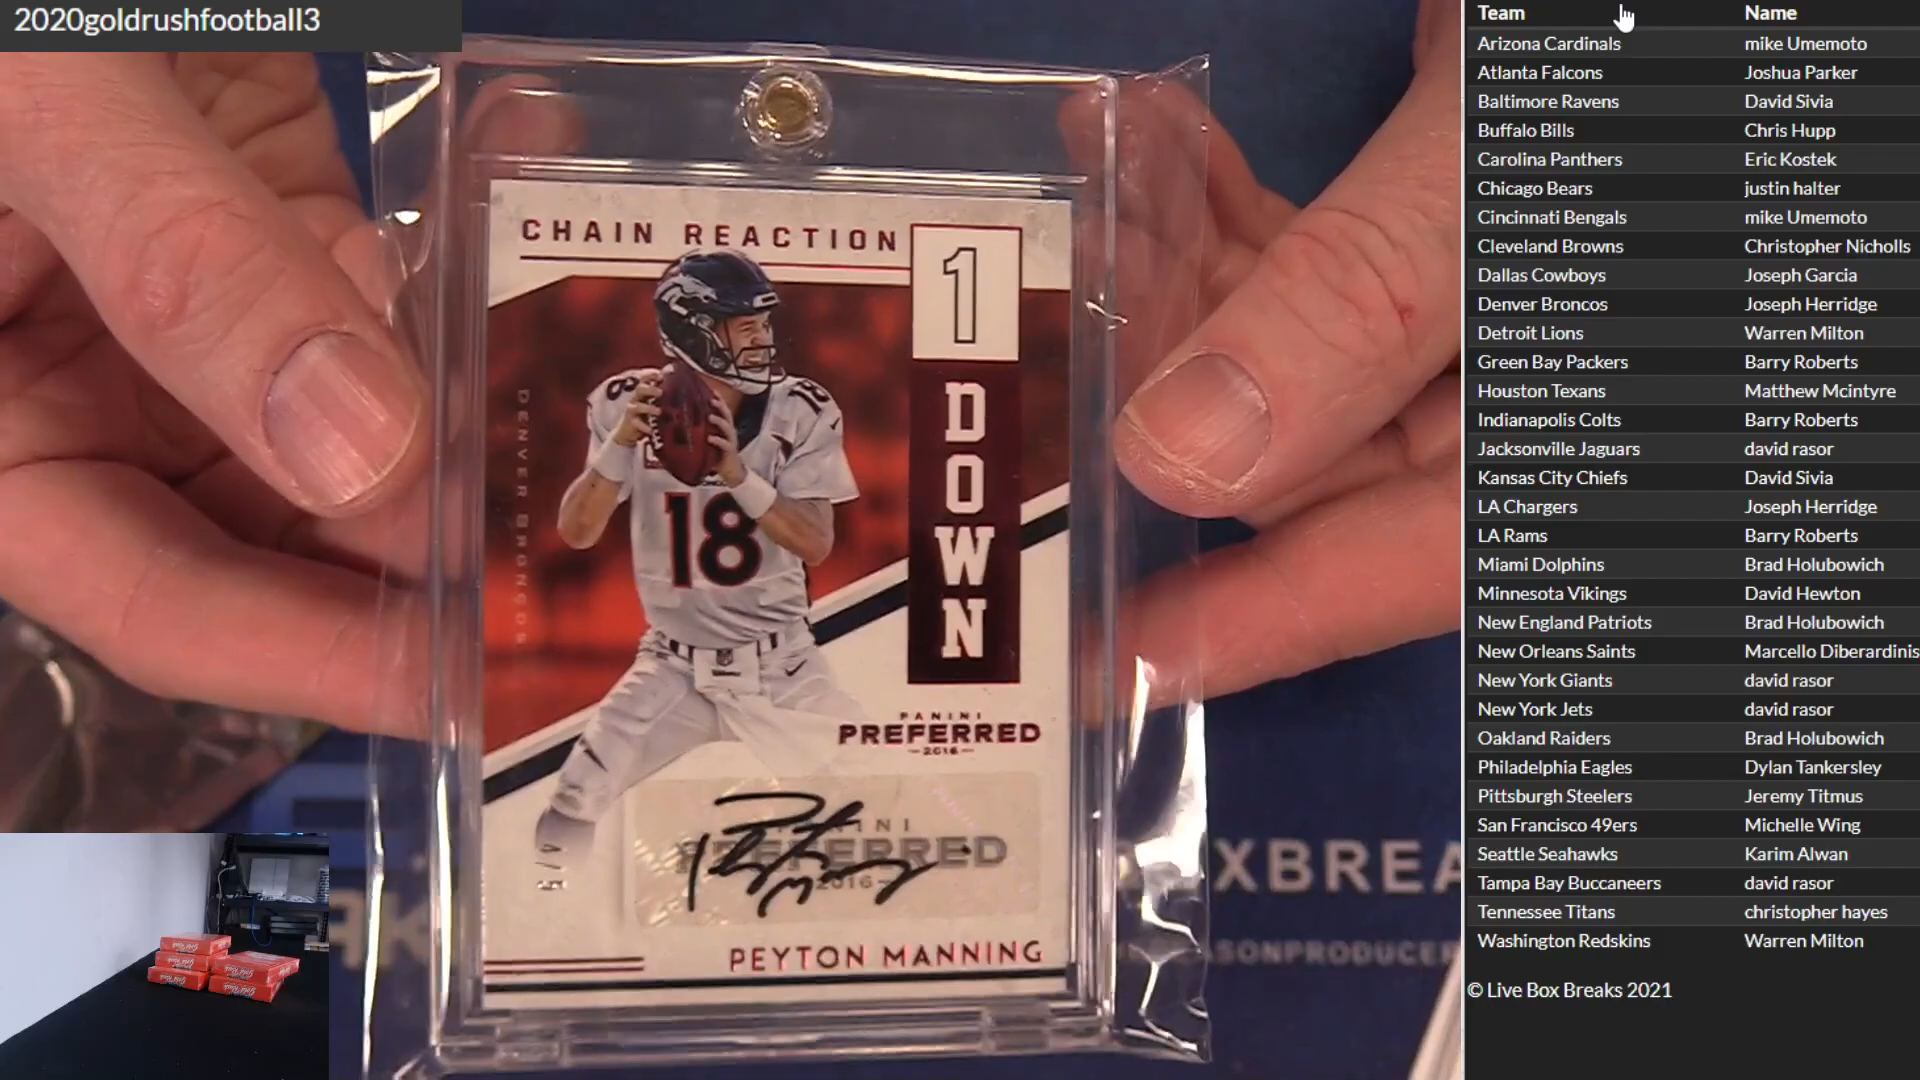 2020goldrushfootball3
CHAIN REACTION
1
DOWN
DENVER BRONCOS
18
18
PANINI
PREFERRED
2016
PANINI
PREFERRED
2016
4/5
PEYTON MANNING
XBREA
ASONPRODUCER
Team Name
Arizona Cardinals mike Umemoto
Atlanta Falcons Joshua Parker
Baltimore Ravens David Sivia
Buffalo Bills Chris Hupp
Carolina Panthers Eric Kostek
Chicago Bears justin halter
Cincinnati Bengals mike Umemoto
Cleveland Browns Christopher Nicholls
Dallas Cowboys Joseph Garcia
Denver Broncos Joseph Herridge
Detroit Lions Warren Milton
Green Bay Packers Barry Roberts
Houston Texans Matthew Mcintyre
Indianapolis Colts Barry Roberts
Jacksonville Jaguars david rasor
Kansas City Chiefs David Sivia
LA Chargers Joseph Herridge
LA Rams Barry Roberts
Miami Dolphins Brad Holubowich
Minnesota Vikings David Hewton
New England Patriots Brad Holubowich
New Orleans Saints Marcello Diberardinis
New York Giants david rasor
New York Jets david rasor
Oakland Raiders Brad Holubowich
Philadelphia Eagles Dylan Tankersley
Pittsburgh Steelers Jeremy Titmus
San Francisco 49ers Michelle Wing
Seattle Seahawks Karim Alwan
Tampa Bay Buccaneers david rasor
Tennessee Titans christopher hayes
Washington Redskins Warren Milton
© Live Box Breaks 2021